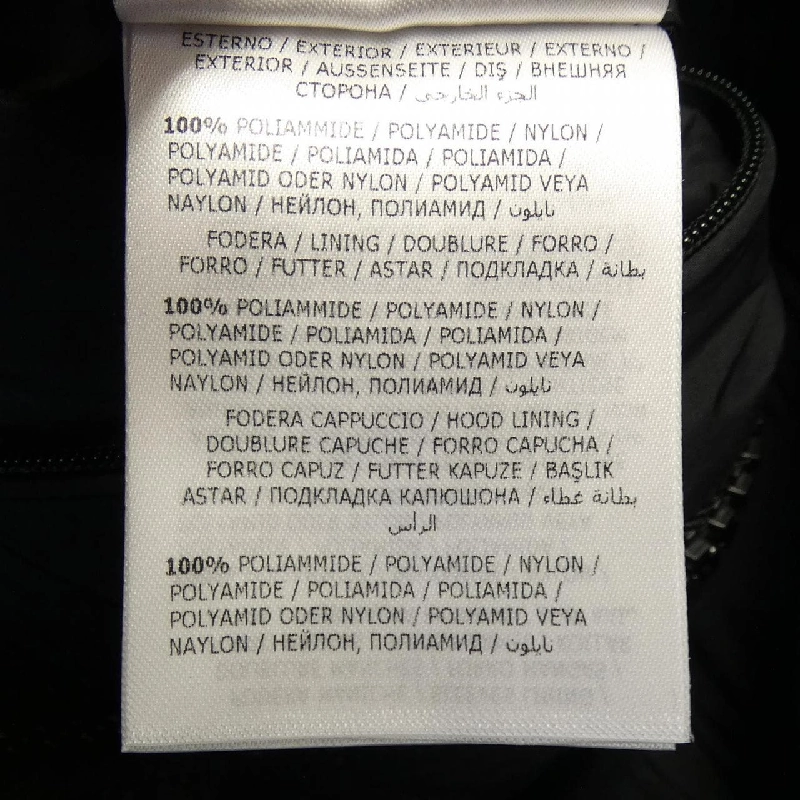 ESTERNO / EXTERIOR / EXTERIEUR / EXTERNO /
EXTERIOR / AUSSENSEITE / DIŞ / ВНЕШНЯЯ
СТОРОНА / الجزء الخارجي
100% POLIAMMIDE / POLYAMIDE / NYLON /
POLYAMIDE / POLIAMIDA / POLIAMIDA /
POLYAMID ODER NYLON / POLYAMID VEYA
NAYLON / НЕЙЛОН, ПОЛИАМИД / نايلون
FODERA / LINING / DOUBLURE / FORRO /
FORRO / FUTTER / ASTAR / ПОДКЛАДКА / بطانة
100% POLIAMMIDE / POLYAMIDE / NYLON /
POLYAMIDE / POLIAMIDA / POLIAMIDA /
POLYAMID ODER NYLON / POLYAMID VEYA
NAYLON / НЕЙЛОН, ПОЛИАМИД / نايلون
FODERA CAPPUCCIO / HOOD LINING /
DOUBLURE CAPUCHE / FORRO CAPUCHA /
FORRO CAPUZ / FUTTER KAPUZE / BAŞLIK
ASTAR / ПОДКЛАДКА КАПЮШОНА / بطانة غطاء
الرأس
100% POLIAMMIDE / POLYAMIDE / NYLON /
POLYAMIDE / POLIAMIDA / POLIAMIDA /
POLYAMID ODER NYLON / POLYAMID VEYA
NAYLON / НЕЙЛОН, ПОЛИАМИД / نايلون